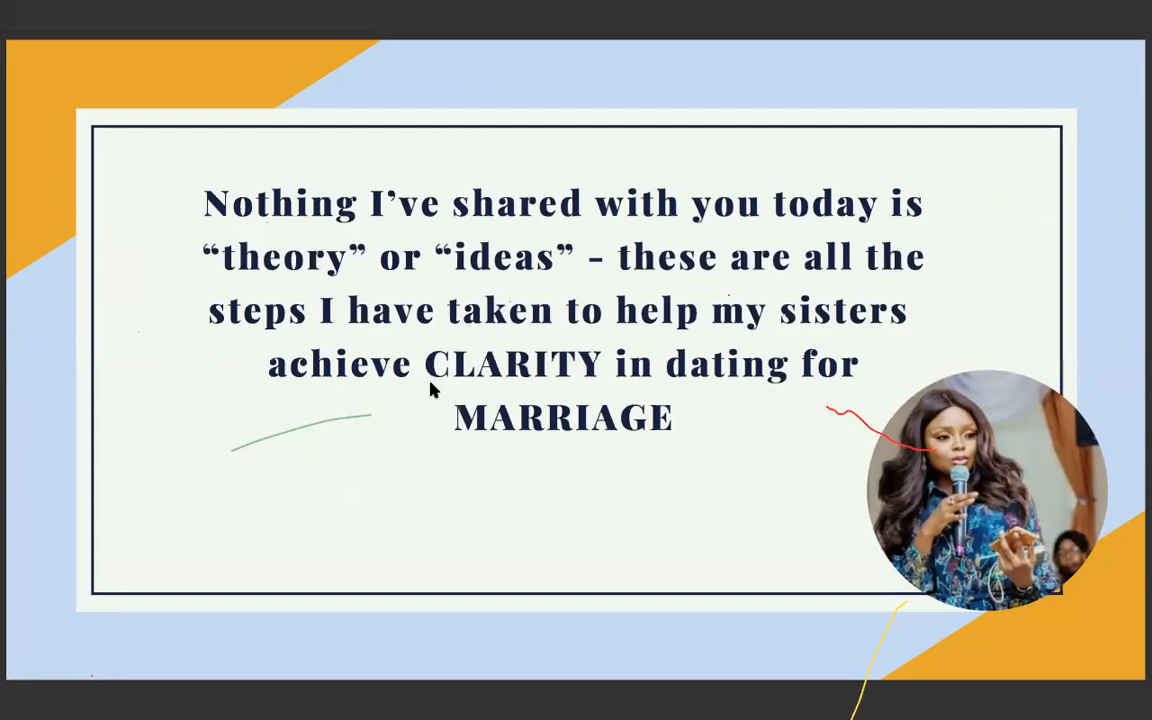 Nothing I’ve shared with you today is
“theory” or “ideas” - these are all the
steps I have taken to help my sisters
achieve CLARITY in dating for
MARRIAGE